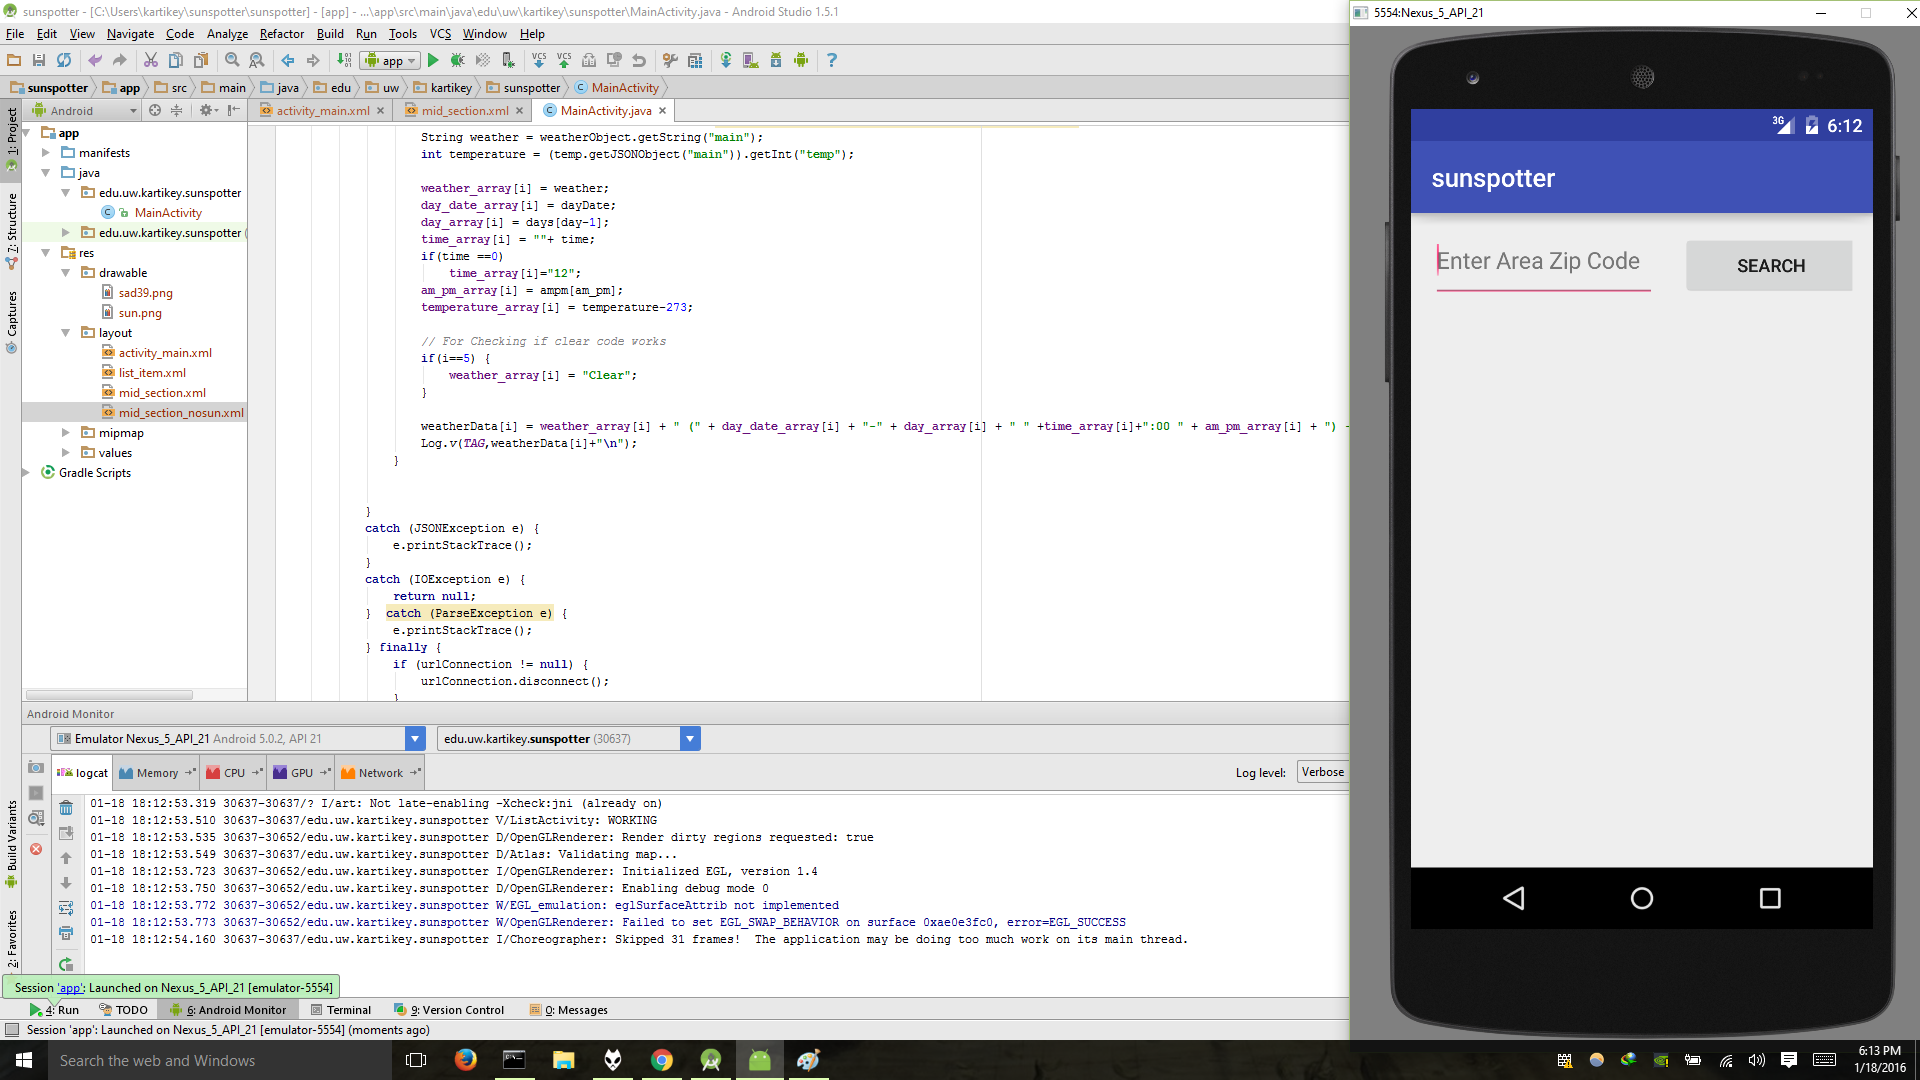 sunspotter - [C:\Users\kartikey\sunspotter\sunspotter] - [app] - ...\app\src\main\java\edu\uw\kartikey\sunspotter\MainActivity.java - Android Studio 1.5.1
File Edit View Navigate Code Analyze Refactor Build Run Tools VCS Window Help
app
sunspotter app src main java edu uw kartikey sunspotter MainActivity
Android
activity_main.xml mid_section.xml MainActivity.java
1: Project
7: Structure
Captures
Build Variants
2: Favorites
app
manifests
java
edu.uw.kartikey.sunspotter
MainActivity
edu.uw.kartikey.sunspotter (
res
drawable
sad39.png
sun.png
layout
activity_main.xml
list_item.xml
mid_section.xml
mid_section_nosun.xml
mipmap
values
Gradle Scripts
String weather = weatherObject.getString("main");
int temperature = (temp.getJSONObject("main")).getInt("temp");
weather_array[i] = weather;
day_date_array[i] = dayDate;
day_array[i] = days[day-1];
time_array[i] = ""+ time;
if(time ==0)
time_array[i]="12";
am_pm_array[i] = ampm[am_pm];
temperature_array[i] = temperature-273;
// For Checking if clear code works
if(i==5) {
weather_array[i] = "Clear";
}
weatherData[i] = weather_array[i] + " (" + day_date_array[i] + "-" + day_array[i] + " " +time_array[i]+":00 " + am_pm_array[i] + ") -
Log.v(TAG,weatherData[i]+"\n");
}
}
catch (JSONException e) {
e.printStackTrace();
}
catch (IOException e) {
return null;
} catch (ParseException e) {
e.printStackTrace();
} finally {
if (urlConnection != null) {
urlConnection.disconnect();
}
Android Monitor
Emulator Nexus_5_API_21 Android 5.0.2, API 21 edu.uw.kartikey.sunspotter (30637)
logcat Memory CPU GPU Network Log level: Verbose
01-18 18:12:53.319 30637-30637/? I/art: Not late-enabling -Xcheck:jni (already on)
01-18 18:12:53.510 30637-30637/edu.uw.kartikey.sunspotter V/ListActivity: WORKING
01-18 18:12:53.535 30637-30652/edu.uw.kartikey.sunspotter D/OpenGLRenderer: Render dirty regions requested: true
01-18 18:12:53.549 30637-30637/edu.uw.kartikey.sunspotter D/Atlas: Validating map...
01-18 18:12:53.723 30637-30652/edu.uw.kartikey.sunspotter I/OpenGLRenderer: Initialized EGL, version 1.4
01-18 18:12:53.750 30637-30652/edu.uw.kartikey.sunspotter D/OpenGLRenderer: Enabling debug mode 0
01-18 18:12:53.772 30637-30652/edu.uw.kartikey.sunspotter W/EGL_emulation: eglSurfaceAttrib not implemented
01-18 18:12:53.773 30637-30652/edu.uw.kartikey.sunspotter W/OpenGLRenderer: Failed to set EGL_SWAP_BEHAVIOR on surface 0xae0e3fc0, error=EGL_SUCCESS
01-18 18:12:54.160 30637-30637/edu.uw.kartikey.sunspotter I/Choreographer: Skipped 31 frames! The application may be doing too much work on its main thread.
Session 'app': Launched on Nexus_5_API_21 [emulator-5554]
4: Run TODO 6: Android Monitor Terminal 9: Version Control 0: Messages
Session 'app': Launched on Nexus_5_API_21 [emulator-5554] (moments ago)
5554:Nexus_5_API_21
3G 6:12
sunspotter
Enter Area Zip Code SEARCH
Search the web and Windows
6:13 PM
1/18/2016